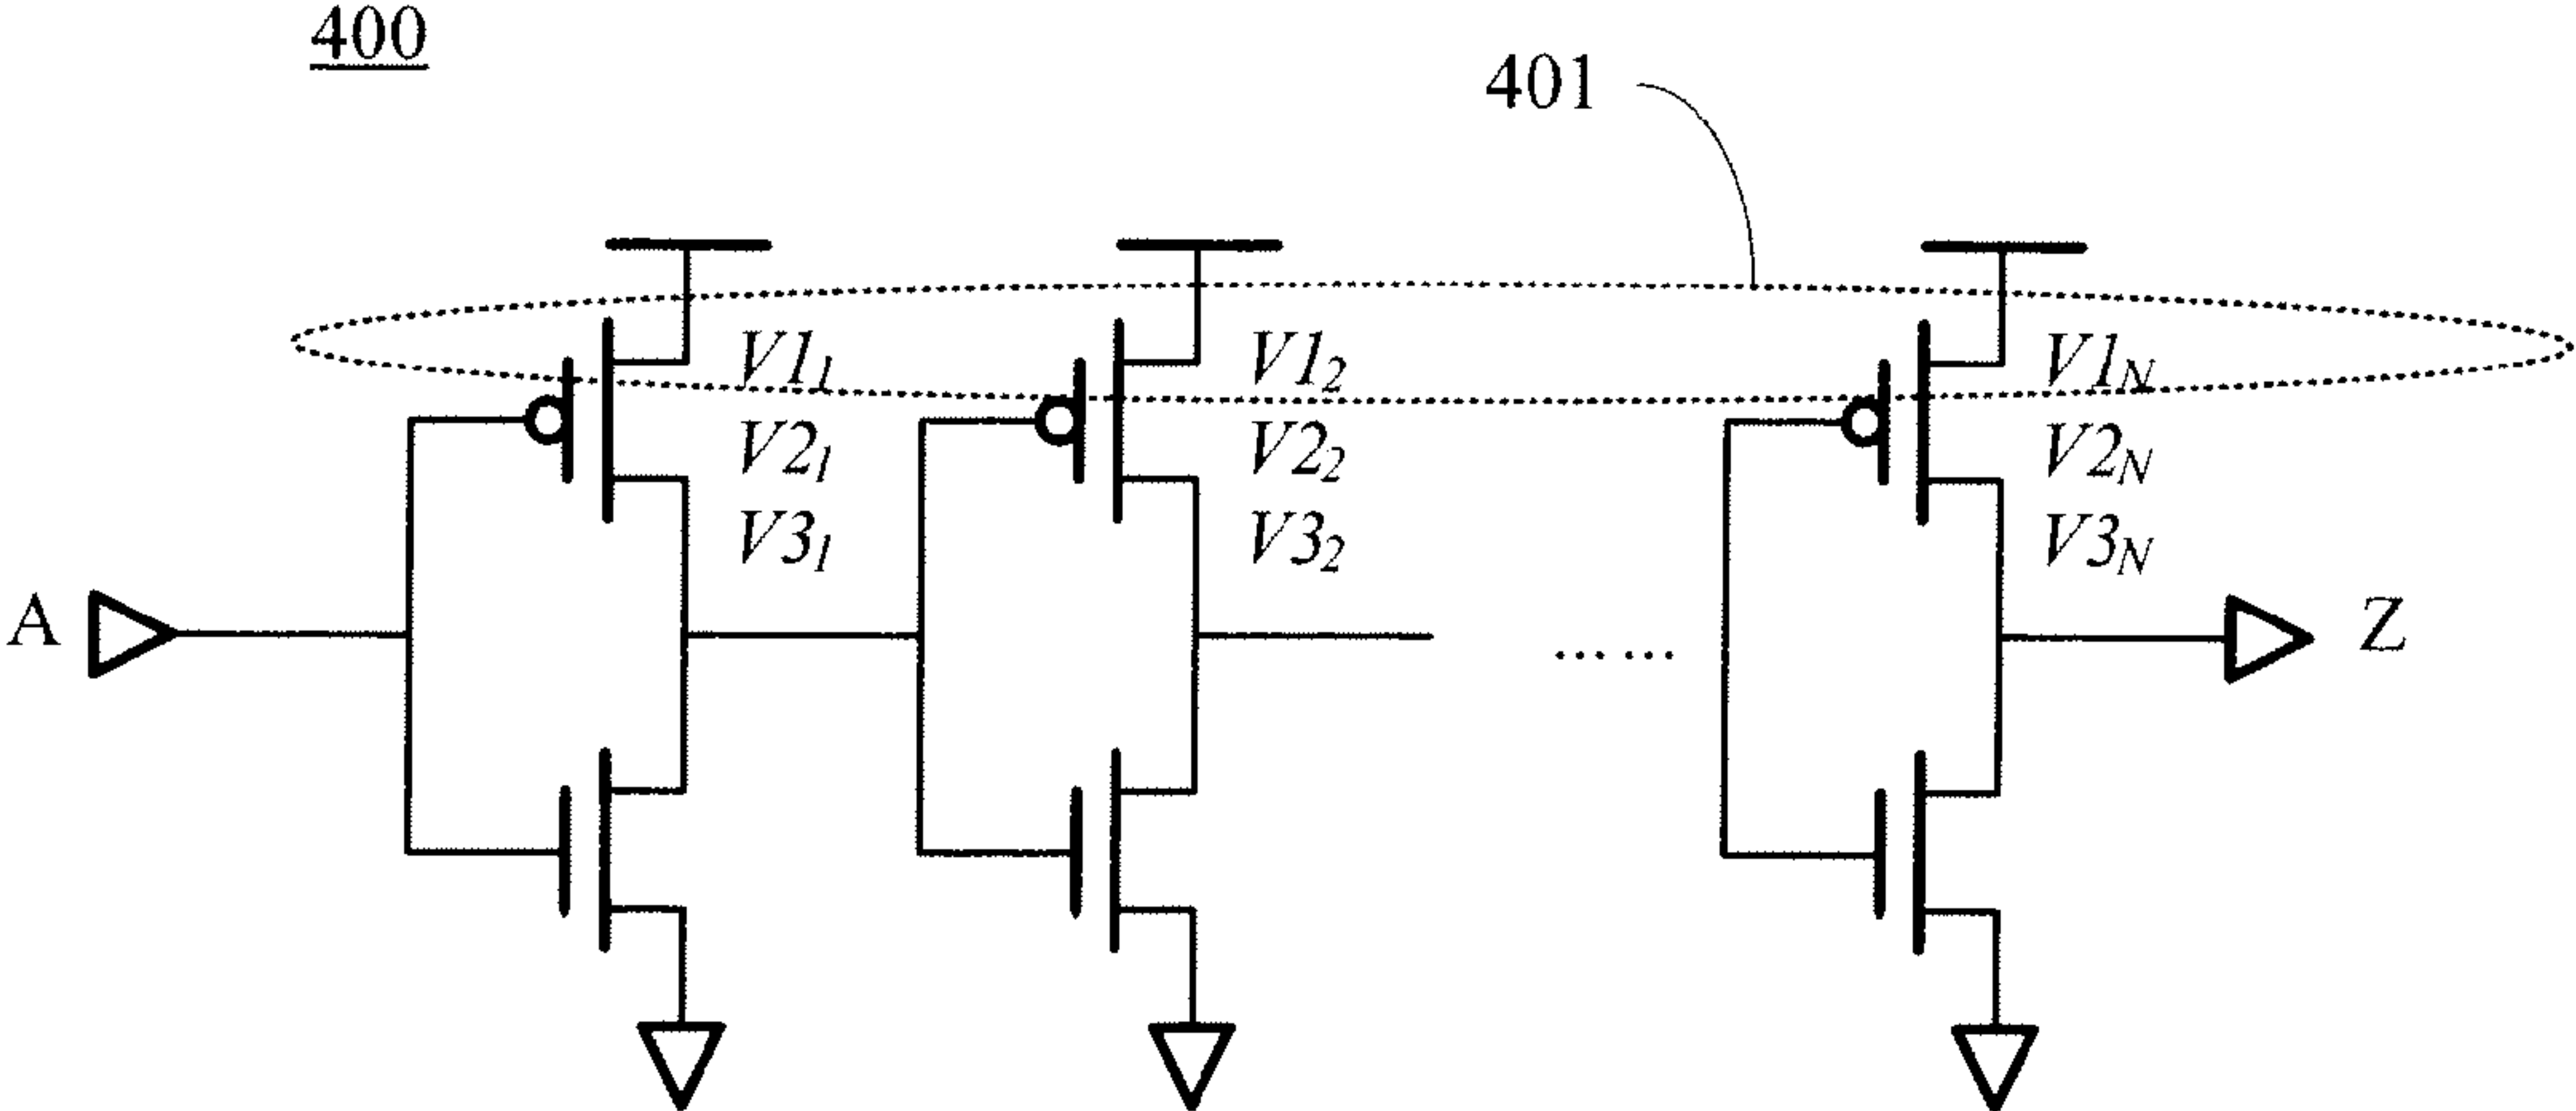 400
401
V1₁ V1₂ V1N
V2₁ V2₂ V2N
V3₁ V3₂ V3N
A ...... Z